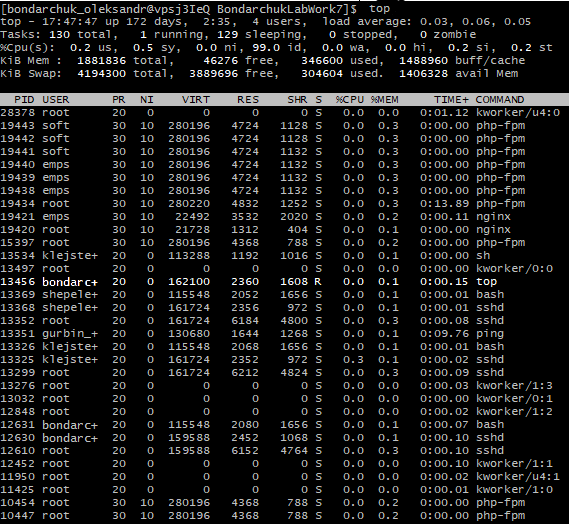 [bondarchuk_oleksandr@vpsj3IeQ BondarchukLabWork7]$ top
top - 17:47:47 up 172 days, 2:35, 4 users, load average: 0.03, 0.06, 0.05
Tasks: 130 total, 1 running, 129 sleeping, 0 stopped, 0 zombie
%Cpu(s): 0.2 us, 0.5 sy, 0.0 ni, 99.0 id, 0.0 wa, 0.0 hi, 0.2 si, 0.2 st
KiB Mem : 1881836 total, 46276 free, 346600 used, 1488960 buff/cache
KiB Swap: 4194300 total, 3889696 free, 304604 used. 1406328 avail Mem
PID USER PR NI VIRT RES SHR S %CPU %MEM TIME+ COMMAND
28378 root 20 0 0 0 0 S 0.0 0.0 0:01.12 kworker/u4:0
19443 soft 30 10 280196 4724 1128 S 0.0 0.3 0:00.00 php-fpm
19442 soft 30 10 280196 4724 1132 S 0.0 0.3 0:00.00 php-fpm
19441 soft 30 10 280196 4724 1132 S 0.0 0.3 0:00.00 php-fpm
19440 emps 30 10 280196 4724 1132 S 0.0 0.3 0:00.00 php-fpm
19439 emps 30 10 280196 4724 1132 S 0.0 0.3 0:00.00 php-fpm
19438 emps 30 10 280196 4724 1132 S 0.0 0.3 0:00.00 php-fpm
19434 root 30 10 280220 4832 1252 S 0.0 0.3 0:13.89 php-fpm
19421 emps 30 10 22492 3532 2020 S 0.0 0.2 0:00.11 nginx
19420 root 30 10 21728 1312 404 S 0.0 0.1 0:00.00 nginx
15397 root 30 10 280196 4368 788 S 0.0 0.2 0:00.00 php-fpm
13534 klejste+ 20 0 113288 1192 1016 S 0.0 0.1 0:00.00 sh
13497 root 20 0 0 0 0 S 0.0 0.0 0:00.00 kworker/0:0
13456 bondarc+ 20 0 162100 2360 1608 R 0.0 0.1 0:00.15 top
13369 shepele+ 20 0 115548 2052 1656 S 0.0 0.1 0:00.01 bash
13368 shepele+ 20 0 161724 2356 972 S 0.0 0.1 0:00.08 sshd
13352 root 20 0 161724 6184 4800 S 0.0 0.3 0:00.08 sshd
13351 gurbin_+ 20 0 130680 1644 1268 S 0.0 0.1 0:09.76 ping
13326 klejste+ 20 0 115548 2068 1656 S 0.0 0.1 0:00.01 bash
13325 klejste+ 20 0 161724 2352 972 S 0.3 0.1 0:00.02 sshd
13299 root 20 0 161724 6212 4824 S 0.0 0.3 0:00.09 sshd
13276 root 20 0 0 0 0 S 0.0 0.0 0:00.03 kworker/1:3
13032 root 20 0 0 0 0 S 0.0 0.0 0:00.00 kworker/0:1
12848 root 20 0 0 0 0 S 0.0 0.0 0:00.02 kworker/1:2
12631 bondarc+ 20 0 115548 2080 1656 S 0.0 0.1 0:00.07 bash
12630 bondarc+ 20 0 159588 2452 1068 S 0.0 0.1 0:00.10 sshd
12610 root 20 0 159588 6152 4764 S 0.0 0.3 0:00.10 sshd
12452 root 20 0 0 0 0 S 0.0 0.0 0:00.10 kworker/1:1
11950 root 20 0 0 0 0 S 0.0 0.0 0:00.02 kworker/u4:1
11425 root 20 0 0 0 0 S 0.0 0.0 0:00.01 kworker/1:0
10454 root 30 10 280196 4368 788 S 0.0 0.2 0:00.00 php-fpm
10447 root 30 10 280196 4368 788 S 0.0 0.2 0:00.00 php-fpm